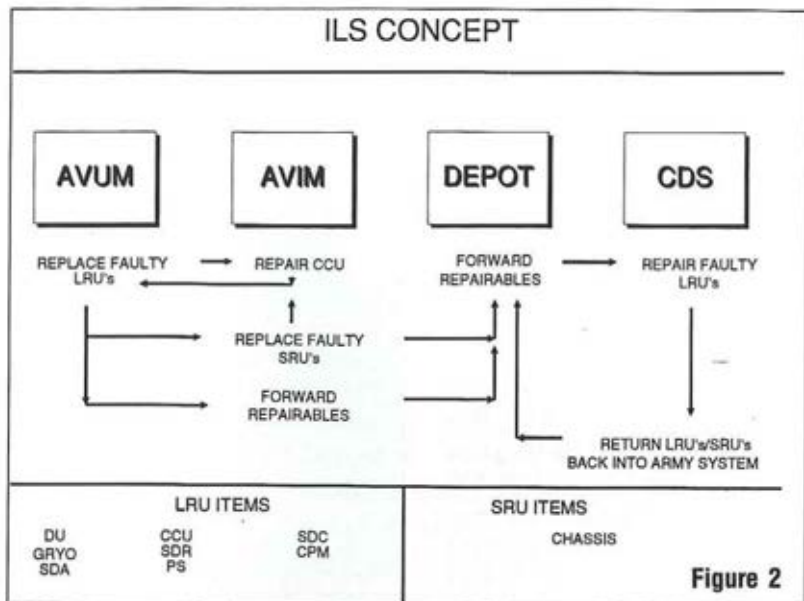 ILS CONCEPT
AVUM
AVIM
DEPOT
CDS
REPLACE FAULTY
LRU's
REPAIR CCU
FORWARD
REPAIRABLES
REPAIR FAULTY
LRU's
REPLACE FAULTY
SRU's
FORWARD
REPAIRABLES
RETURN LRU's/SRU's
BACK INTO ARMY SYSTEM
LRU ITEMS
DU
GRYO
SDA
CCU
SDR
PS
SDC
CPM
SRU ITEMS
CHASSIS
Figure 2